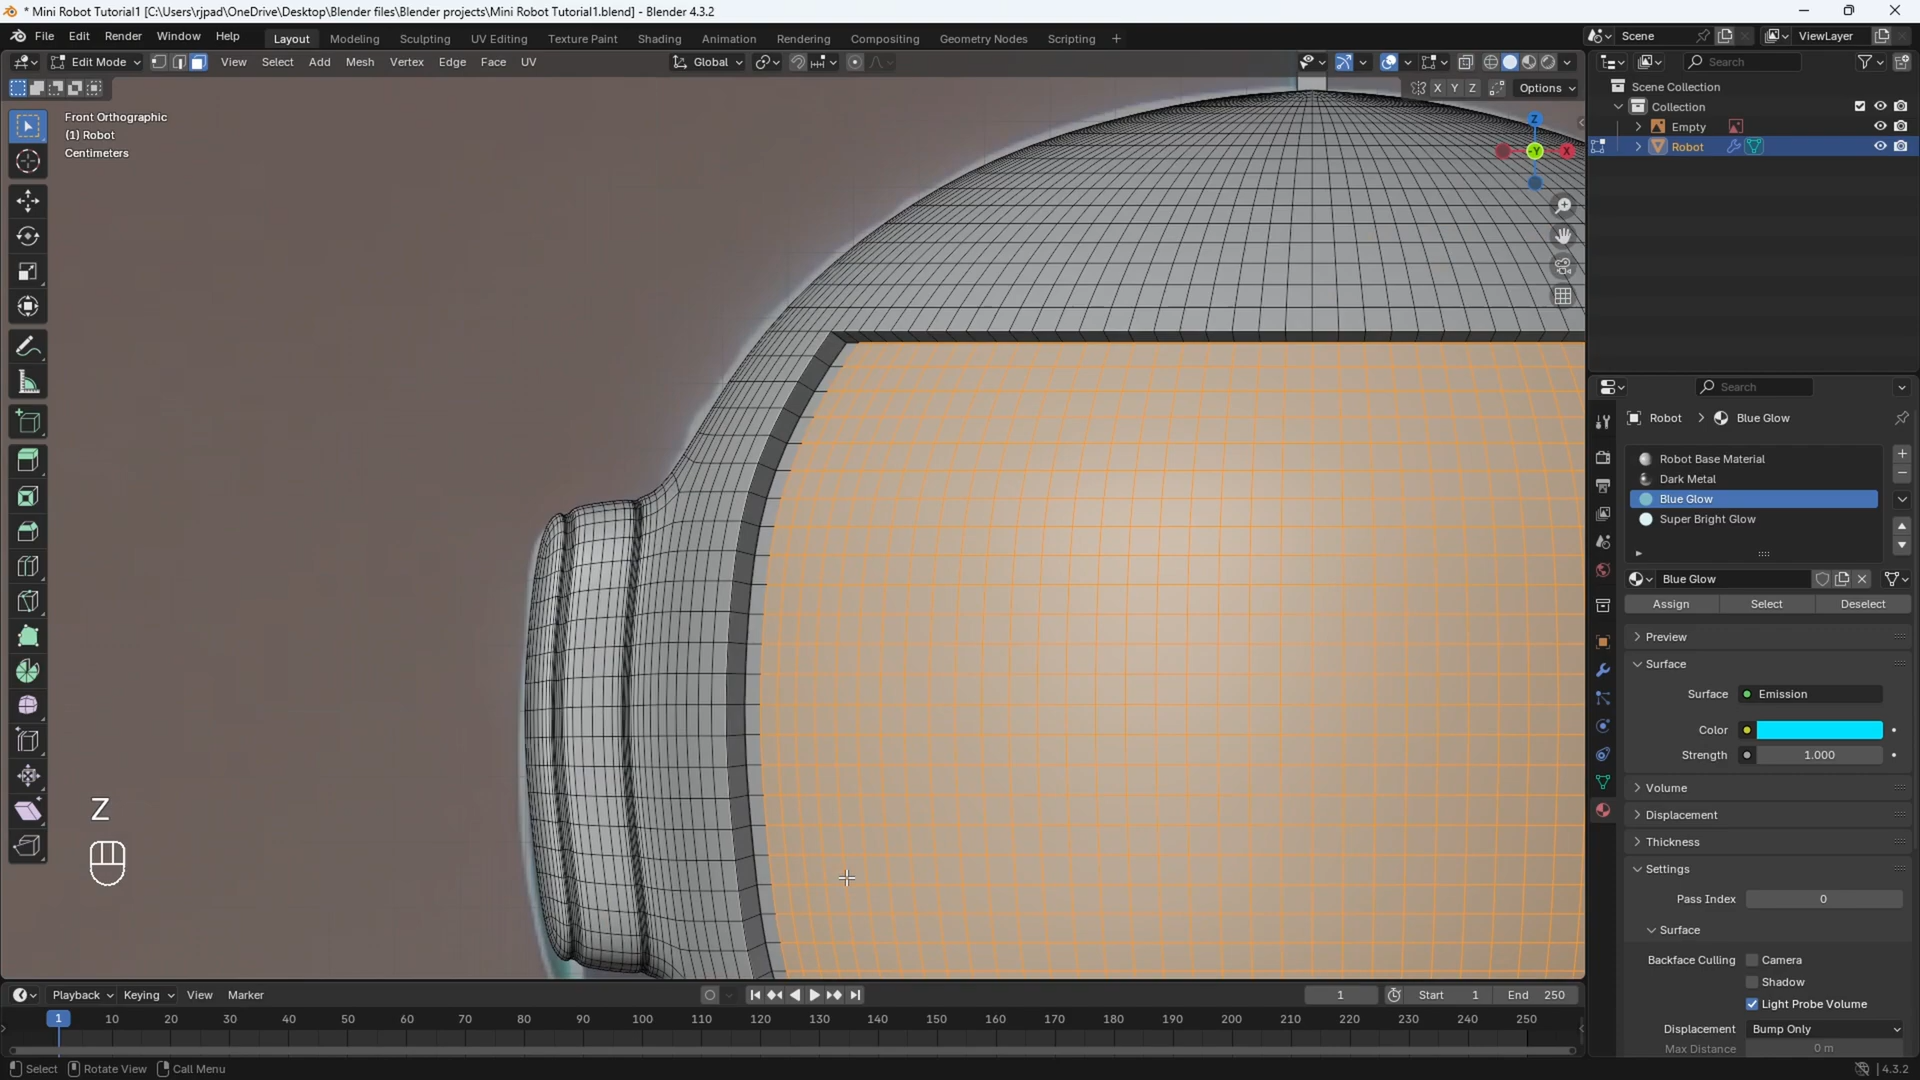 * Mini Robot Tutorial1 [C:\Users\rjpad\OneDrive\Desktop\Blender files\Blender projects\Mini Robot Tutorial1.blend] - Blender 4.3.2
File Edit Render Window Help
Layout Modeling Sculpting UV Editing Texture Paint Shading Animation Rendering Compositing Geometry Nodes Scripting +
Scene
ViewLayer
Edit Mode View Select Add Mesh Vertex Edge Face UV
Global
Search
X Y Z Options
Front Orthographic
(1) Robot
Centimeters
Z
-Y
X
Scene Collection
Collection
Empty
Robot
Search
Robot > Blue Glow
Robot Base Material
Dark Metal
Blue Glow
Super Bright Glow
Blue Glow
Assign Select Deselect
Preview
Surface
Surface Emission
Color
Strength 1.000
Volume
Displacement
Thickness
Settings
Pass Index 0
Surface
Backface Culling Camera
Shadow
Light Probe Volume
Displacement Bump Only
Max Distance 0 m
Z
Playback Keying View Marker
1 Start 1 End 250
1 10 20 30 40 50 60 70 80 90 100 110 120 130 140 150 160 170 180 190 200 210 220 230 240 250
Select Rotate View Call Menu
4.3.2